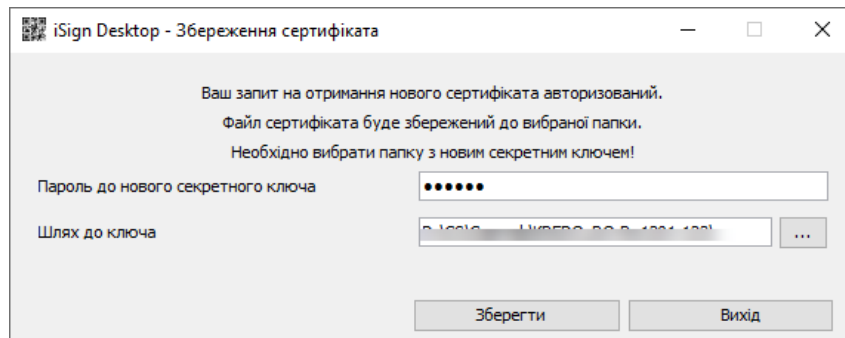 iSign Desktop - Збереження сертифіката
Ваш запит на отримання нового сертифіката авторизований.
Файл сертифіката буде збережений до вибраної папки.
Необхідно вибрати папку з новим секретним ключем!
Пароль до нового секретного ключа ••••••
Шлях до ключа ...
Зберегти Вихід